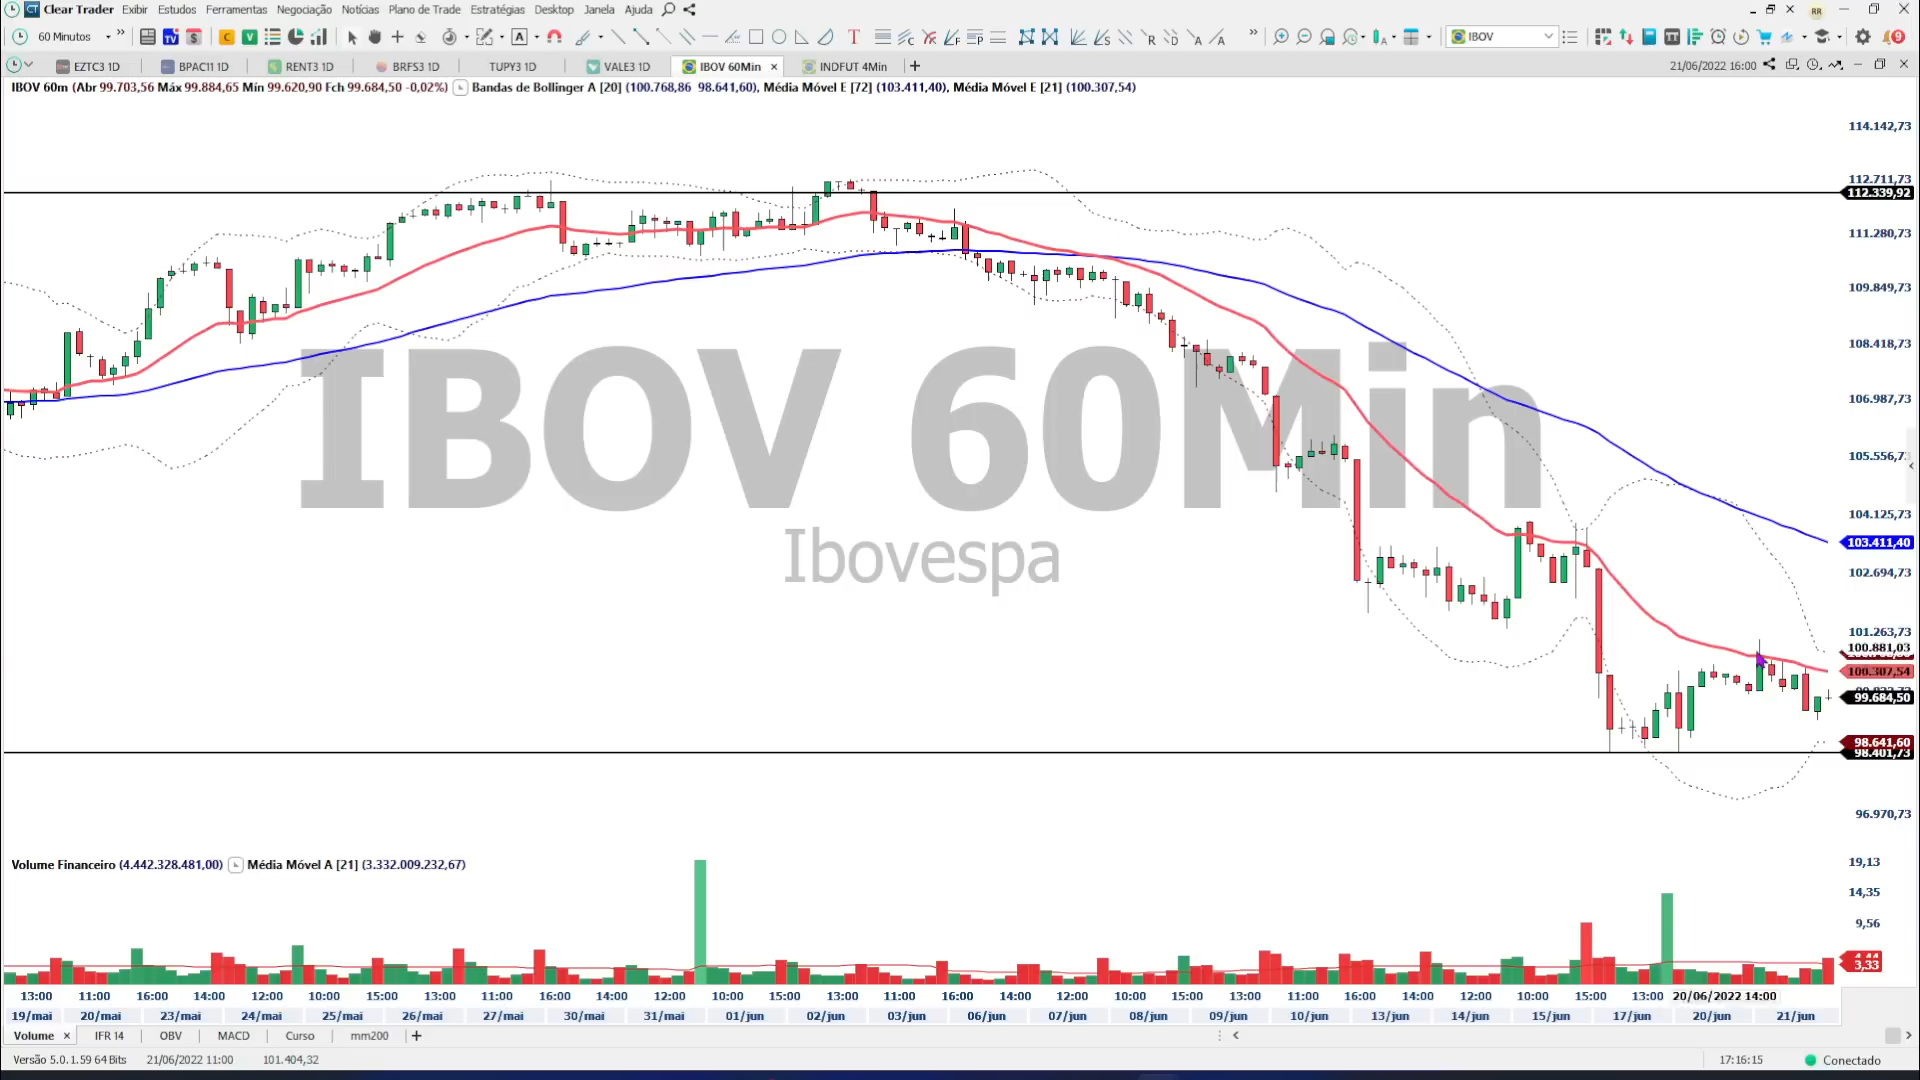 Clear Trader Exibir Estudos Ferramentas Negociação Notícias Plano de Trade Estratégias Desktop Janela Ajuda RR
60 Minutos IBOV 9
EZTC3 1D BPAC11 1D RENT3 1D BRFS3 1D TUPY3 1D VALE3 1D IBOV 60Min × INDFUT 4Min + 21/06/2022 16:00
IBOV 60m (Abr 99.703,56 Máx 99.884,65 Mín 99.620,90 Fch 99.684,50 -0,02%) Bandas de Bollinger A [20] (100.768,86 98.641,60), Média Móvel E [72] (103.411,40), Média Móvel E [21] (100.307,54)
114.142,73
112.711,73
112.339,92
111.280,73
109.849,73
108.418,73
106.987,73
105.556,73
104.125,73
103.411,40
102.694,73
101.263,73
100.881,03
100.307,54
99.684,50
98.641,60
98.401,73
96.970,73
IBOV 60Min
Ibovespa
Volume Financeiro (4.442.328.481,00) Média Móvel A [21] (3.332.009.232,67)
19,13
14,35
9,56
3,33
13:00 11:00 16:00 14:00 12:00 10:00 15:00 13:00 11:00 16:00 14:00 12:00 10:00 15:00 13:00 11:00 16:00 14:00 12:00 10:00 15:00 13:00 11:00 16:00 14:00 12:00 10:00 15:00 13:00 20/06/2022 14:00
19/mai 20/mai 23/mai 24/mai 25/mai 26/mai 27/mai 30/mai 31/mai 01/jun 02/jun 03/jun 06/jun 07/jun 08/jun 09/jun 10/jun 13/jun 14/jun 15/jun 17/jun 20/jun 21/jun
Volume × IFR 14 OBV MACD Curso mm200 +
Versão 5.0.1.59 64 Bits 21/06/2022 11:00 101.404,32 17:16:15 Conectado